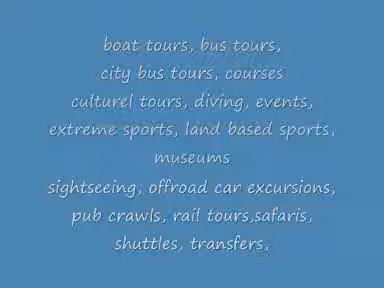 boat tours, bus tours,
city bus tours, courses
culturel tours, diving, events,
extreme sports, land based sports,
museums
sightseeing, offroad car excursions,
pub crawls, rail tours,safaris,
shuttles, transfers.